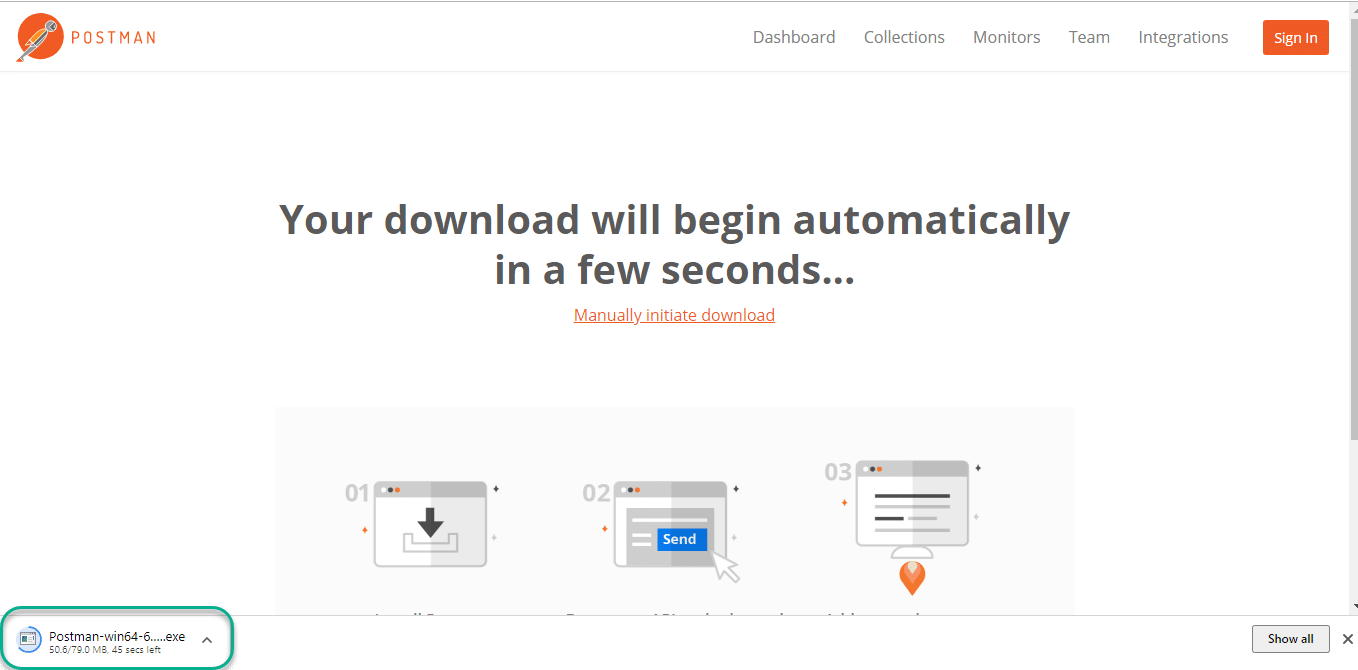 POSTMAN
Dashboard Collections Monitors Team Integrations Sign In
Your download will begin automatically
in a few seconds...
Manually initiate download
01
02
03
Send
Postman-win64-6.....exe
50.6/79.0 MB, 45 secs left
Show all